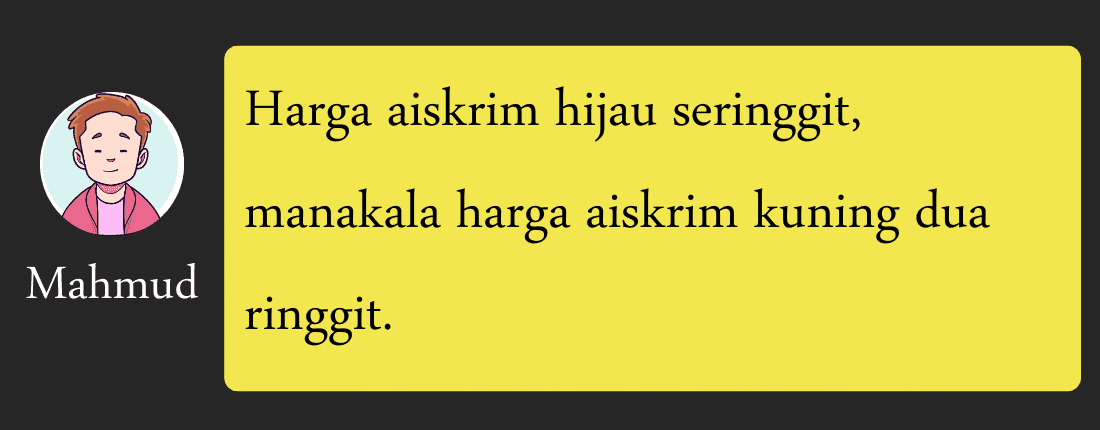 Harga aiskrim hijau seringgit,
manakala harga aiskrim kuning dua
ringgit.
Mahmud